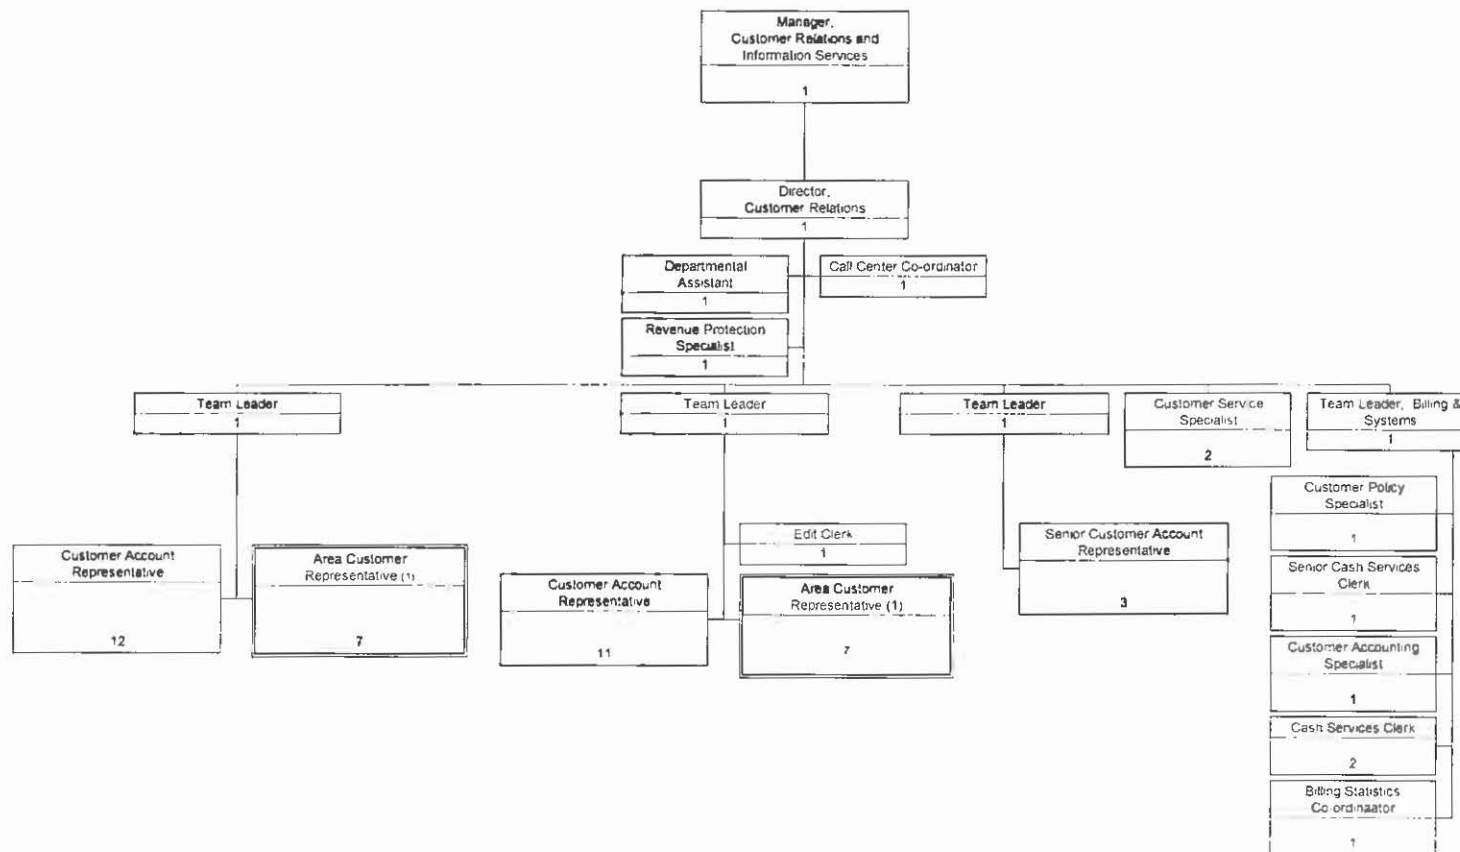 Manager,
Customer Relations and
Information Services
1
Director,
Customer Relations
1
Departmental
Assistant
1
Call Center Co-ordinator
1
Revenue Protection
Specialist
1
Team Leader
1
Team Leader
1
Team Leader
1
Customer Service
Specialist
2
Team Leader, Billing &
Systems
1
Customer Account
Representative
12
Area Customer
Representative (1)
7
Edit Clerk
1
Customer Account
Representative
11
Area Customer
Representative (1)
7
Senior Customer Account
Representative
3
Customer Policy
Specialist
1
Senior Cash Services
Clerk
1
Customer Accounting
Specialist
1
Cash Services Clerk
2
Billing Statistics
Co-ordinaator
1